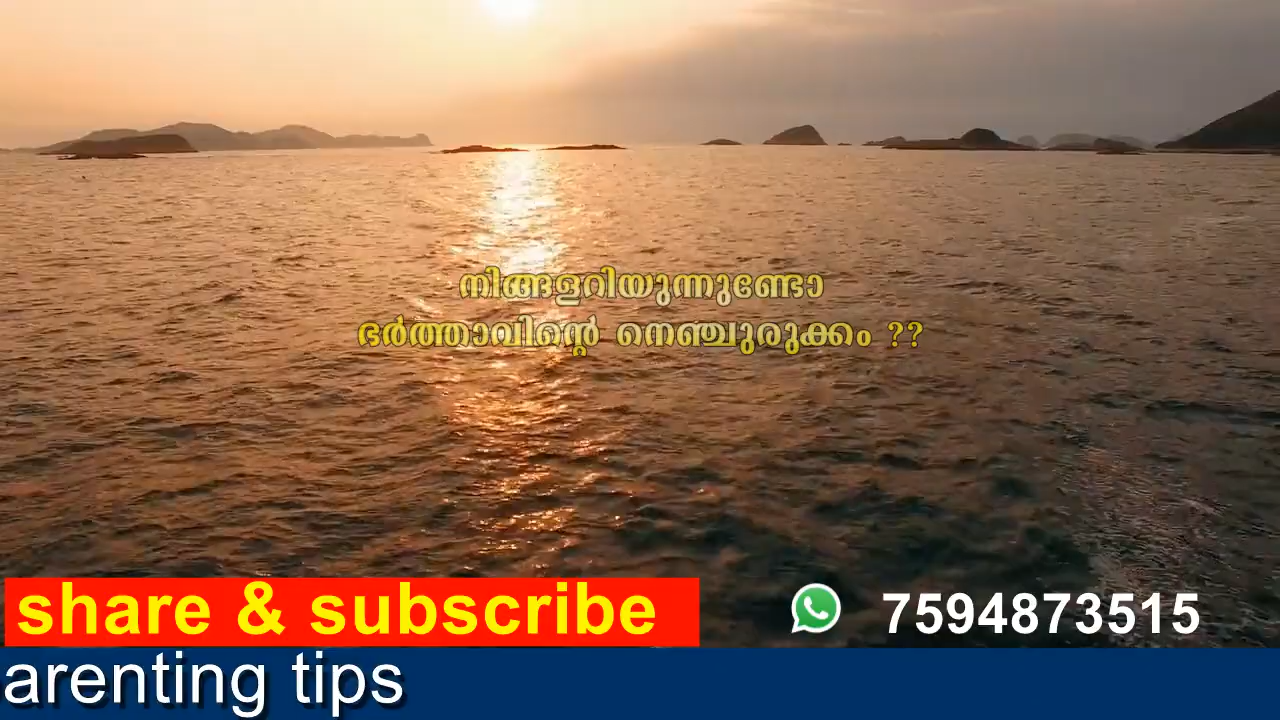 നിങ്ങളറിയുന്നുണ്ടോ
ഭർത്താവിന്റെ നെഞ്ചുരുക്കം ??
share & subscribe
7594873515
arenting tips